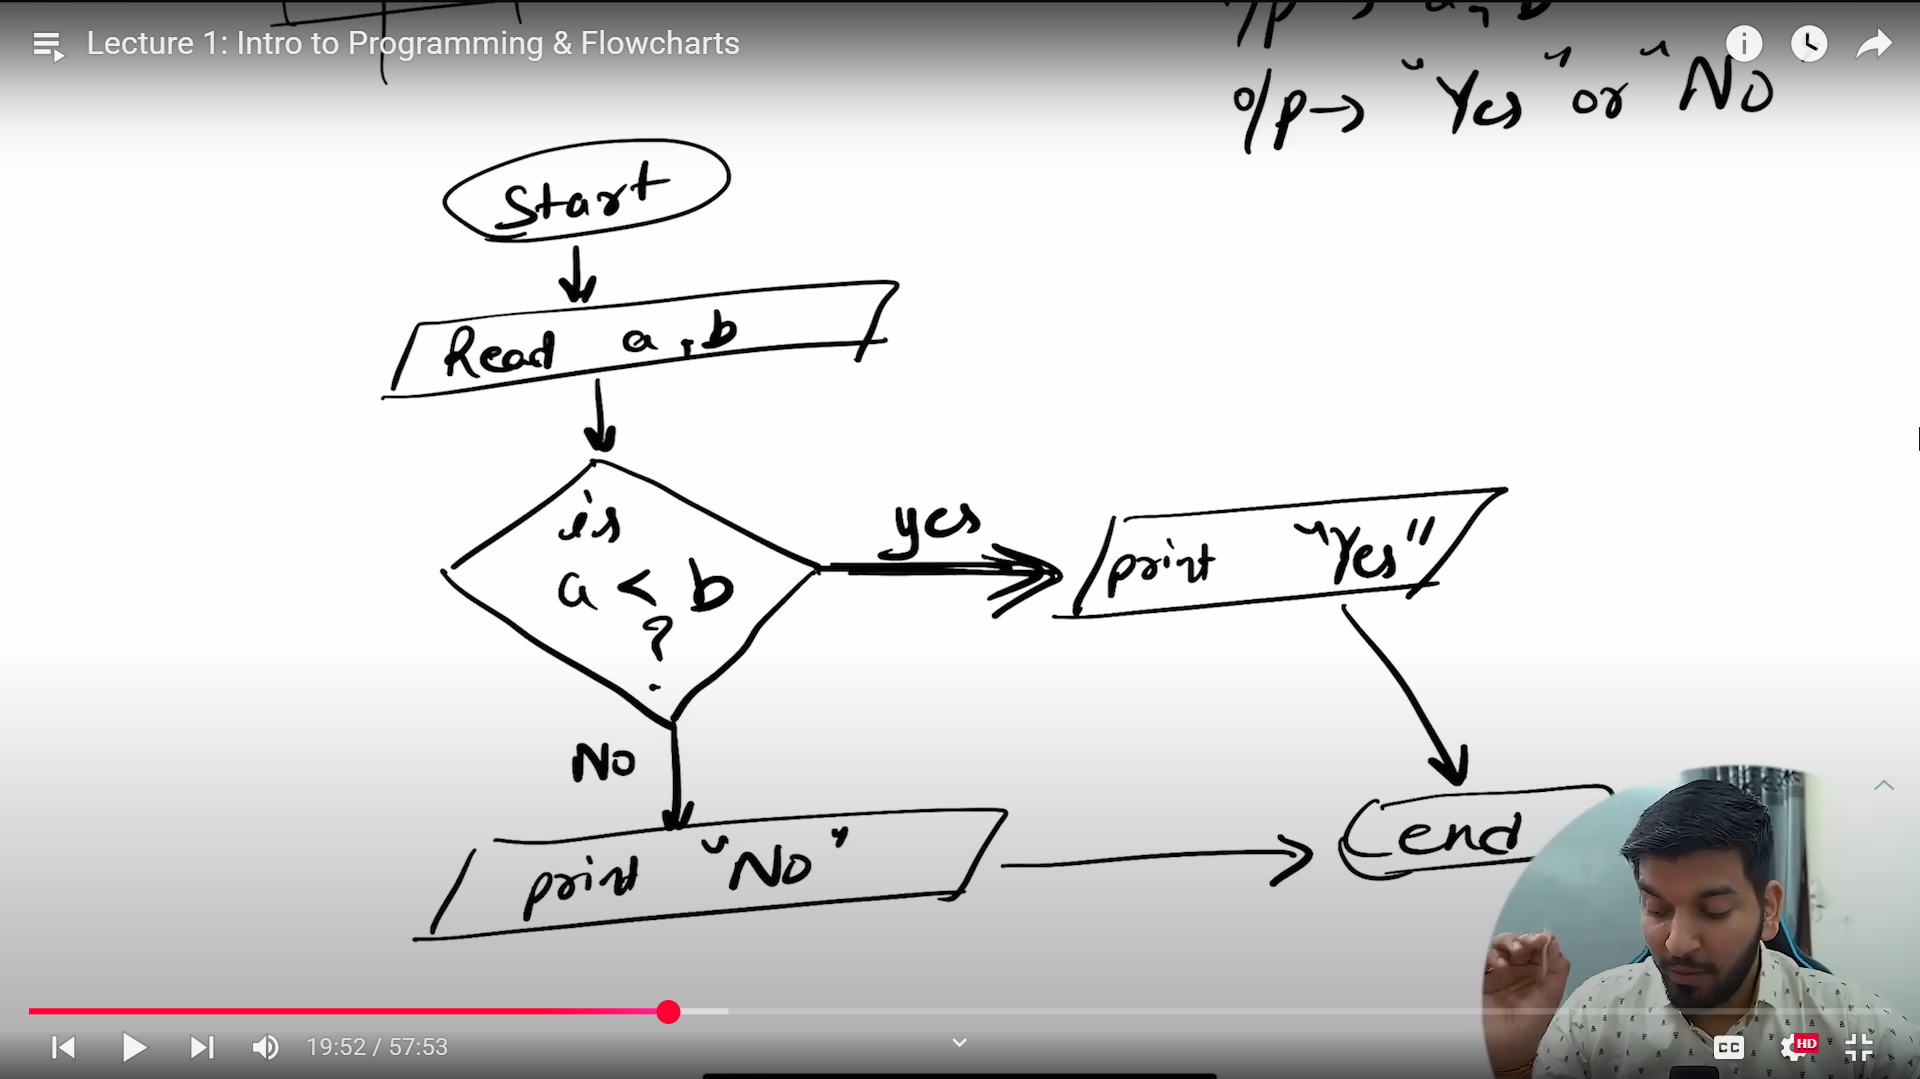 Lecture 1: Intro to Programming & Flowcharts
o/p → "Yes" or "No
Start
Read a, b
is
a < b
?
yes
print "Yes"
No
print "No"
end
19:52 / 57:53
CC
HD